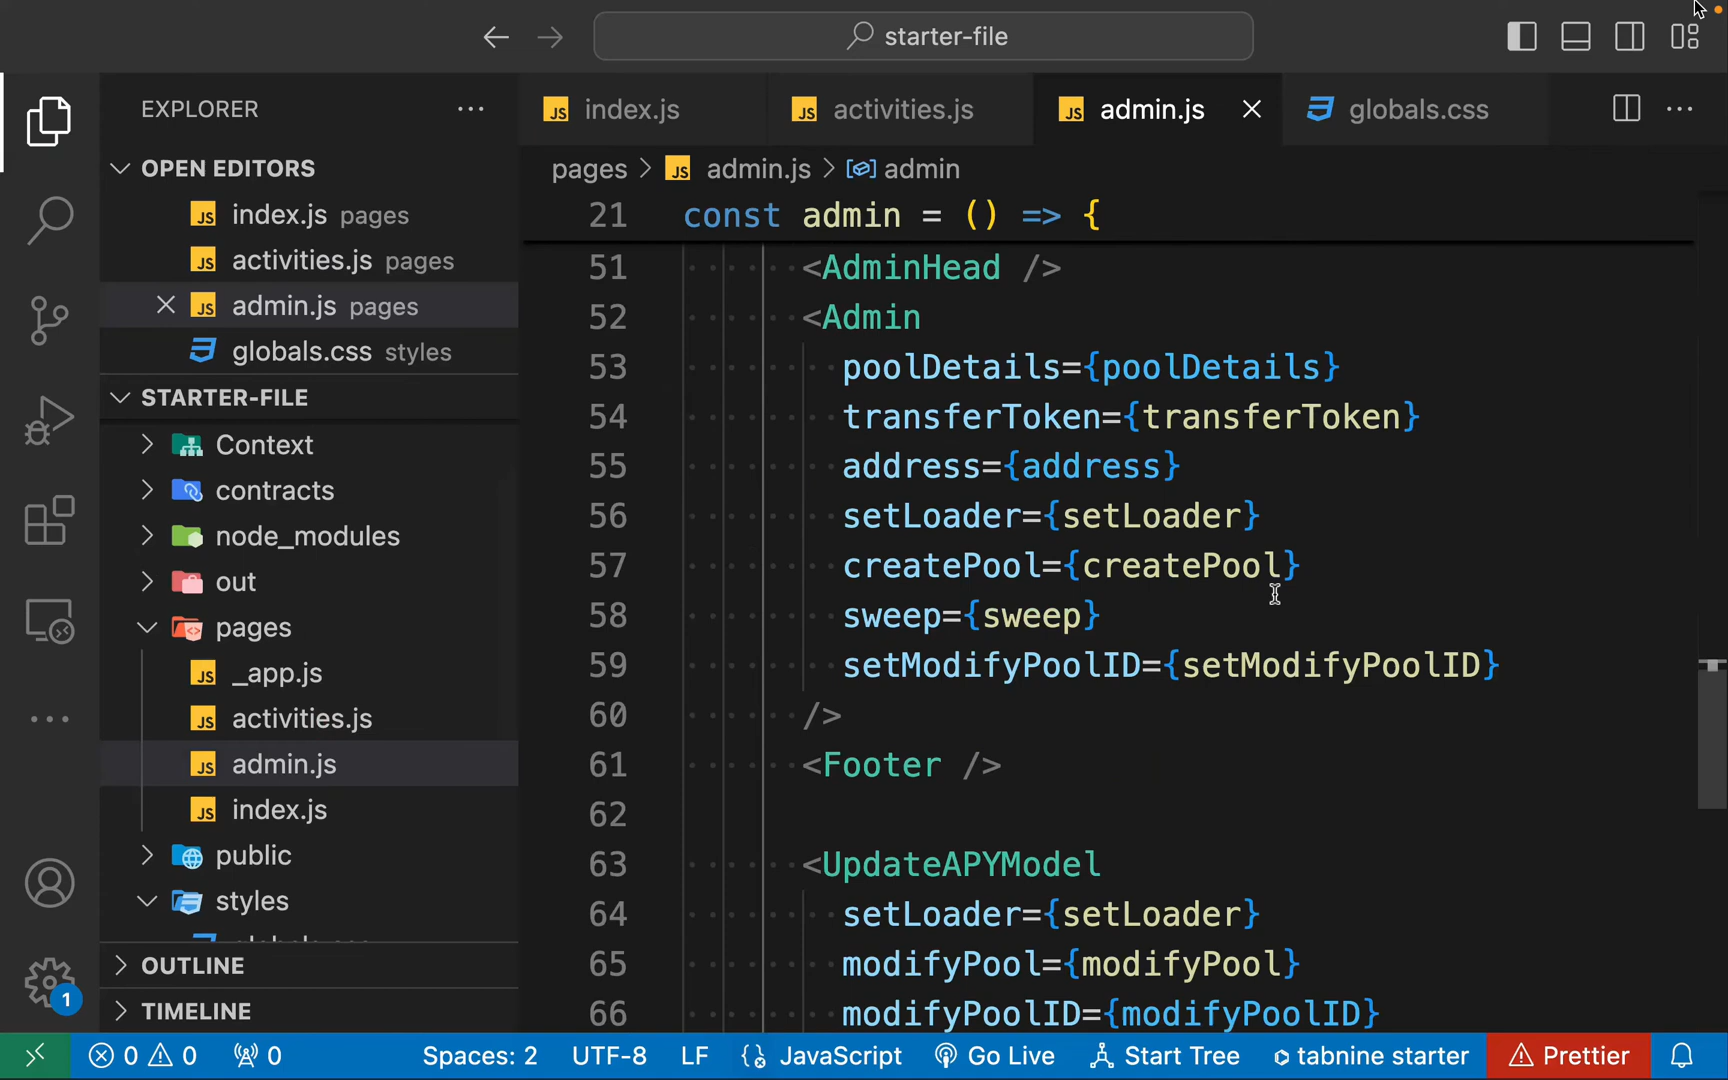 starter-file
EXPLORER
index.js
activities.js
admin.js
globals.css
OPEN EDITORS
index.js pages
activities.js pages
admin.js pages
globals.css styles
STARTER-FILE
Context
contracts
node_modules
out
pages
_app.js
activities.js
admin.js
index.js
public
styles
OUTLINE
TIMELINE
1
pages > JS admin.js > admin
21 const admin = () => {
51 <AdminHead />
52 <Admin
53 poolDetails={poolDetails}
54 transferToken={transferToken}
55 address={address}
56 setLoader={setLoader}
57 createPool={createPool}
58 sweep={sweep}
59 setModifyPoolID={setModifyPoolID}
60 />
61 <Footer />
62
63 <UpdateAPYModel
64 setLoader={setLoader}
65 modifyPool={modifyPool}
66 modifyPoolID={modifyPoolID}
0 0 0 Spaces: 2 UTF-8 LF JavaScript Go Live Start Tree tabnine starter Prettier